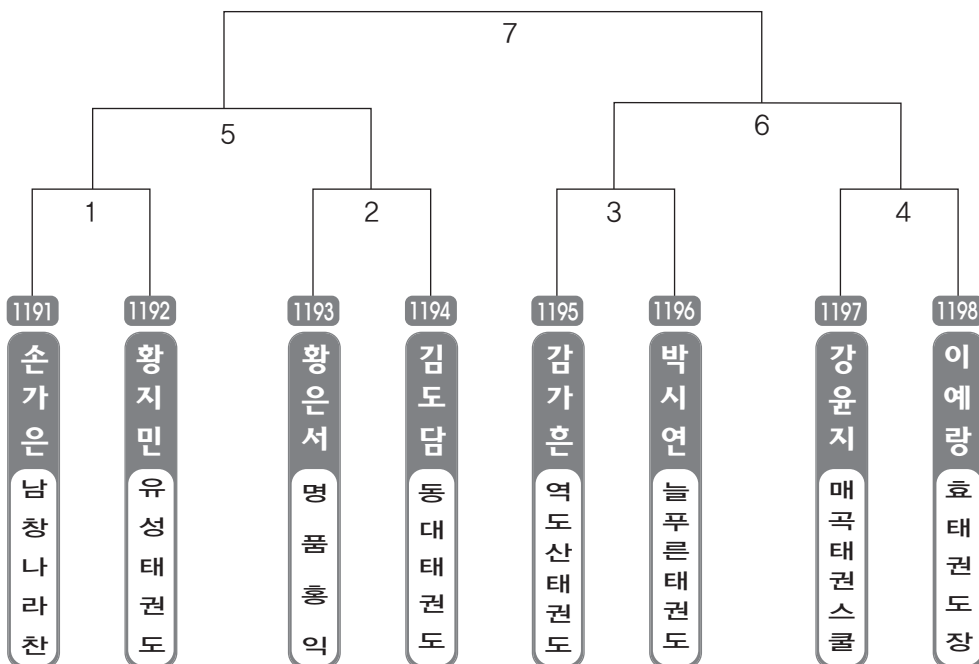 7
5
6
1
2
3
4
1191
1192
1193
1194
1195
1196
1197
1198
손가은
황지민
황은서
김도담
감가흔
박시연
강윤지
이예랑
남창나라찬
유성태권도
명품홍익
동대태권도
역도산태권도
늘푸른태권도
매곡태권스쿨
효태권도장